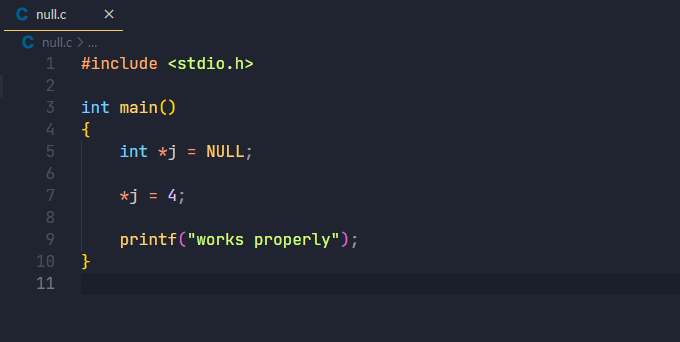 C null.c ×
C null.c > ...
1 #include <stdio.h>
2
3 int main()
4 {
5     int *j = NULL;
6
7     *j = 4;
8
9     printf("works properly");
10 }
11